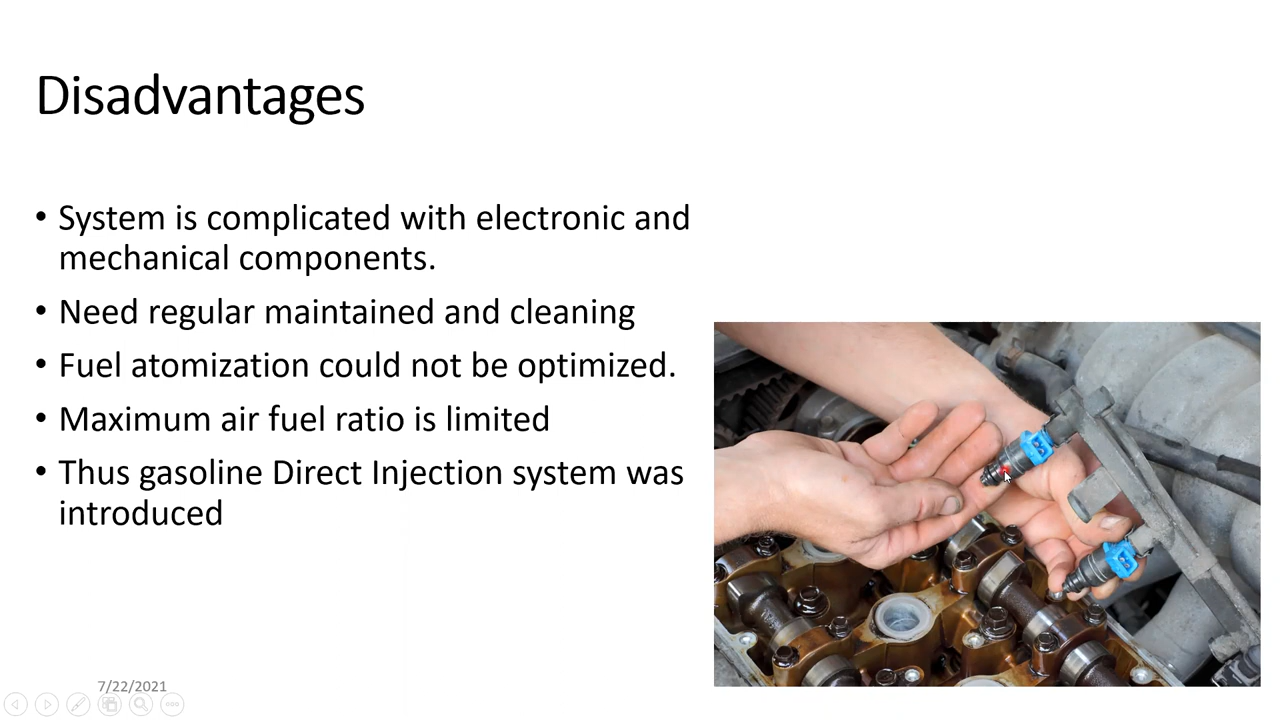 Disadvantages
• System is complicated with electronic and
mechanical components.
• Need regular maintained and cleaning
• Fuel atomization could not be optimized.
• Maximum air fuel ratio is limited
• Thus gasoline Direct Injection system was
introduced
7/22/2021